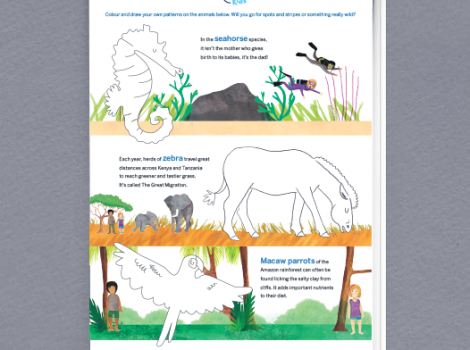 Kids
Colour and draw your own patterns on the animals below. Will you go for spots and stripes or something really wild?
In the seahorse species,
it isn't the mother who gives
birth to its babies, it's the dad!
Each year, herds of zebra travel great
distances across Kenya and Tanzania
to reach greener and tastier grass.
It's called The Great Migration.
Macaw parrots of the
Amazon rainforest can often be
found licking the salty clay from
cliffs. It adds important nutrients
to their diet.